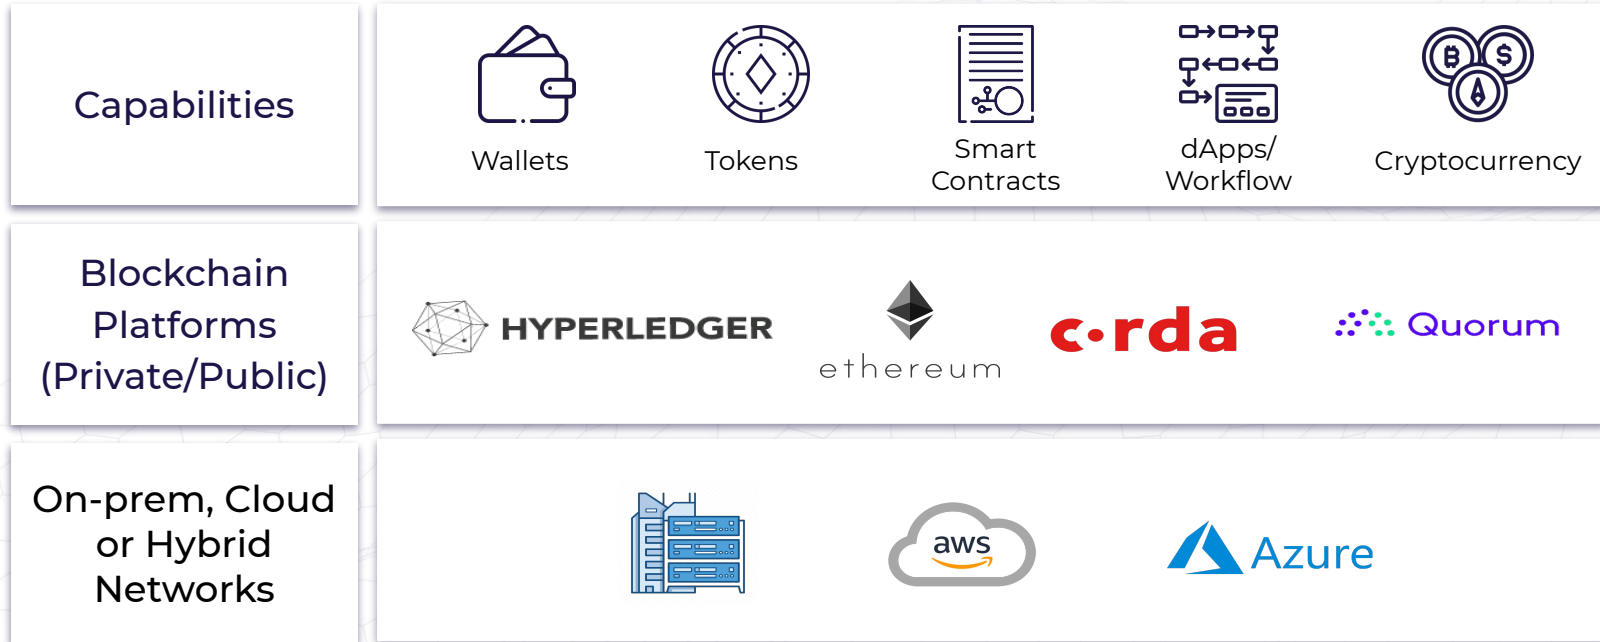 Capabilities
Wallets
Tokens
Smart
Contracts
dApps/
Workflow
Cryptocurrency
Blockchain
Platforms
(Private/Public)
HYPERLEDGER
ethereum
c·rda
Quorum
On-prem, Cloud
or Hybrid
Networks
aws
Azure